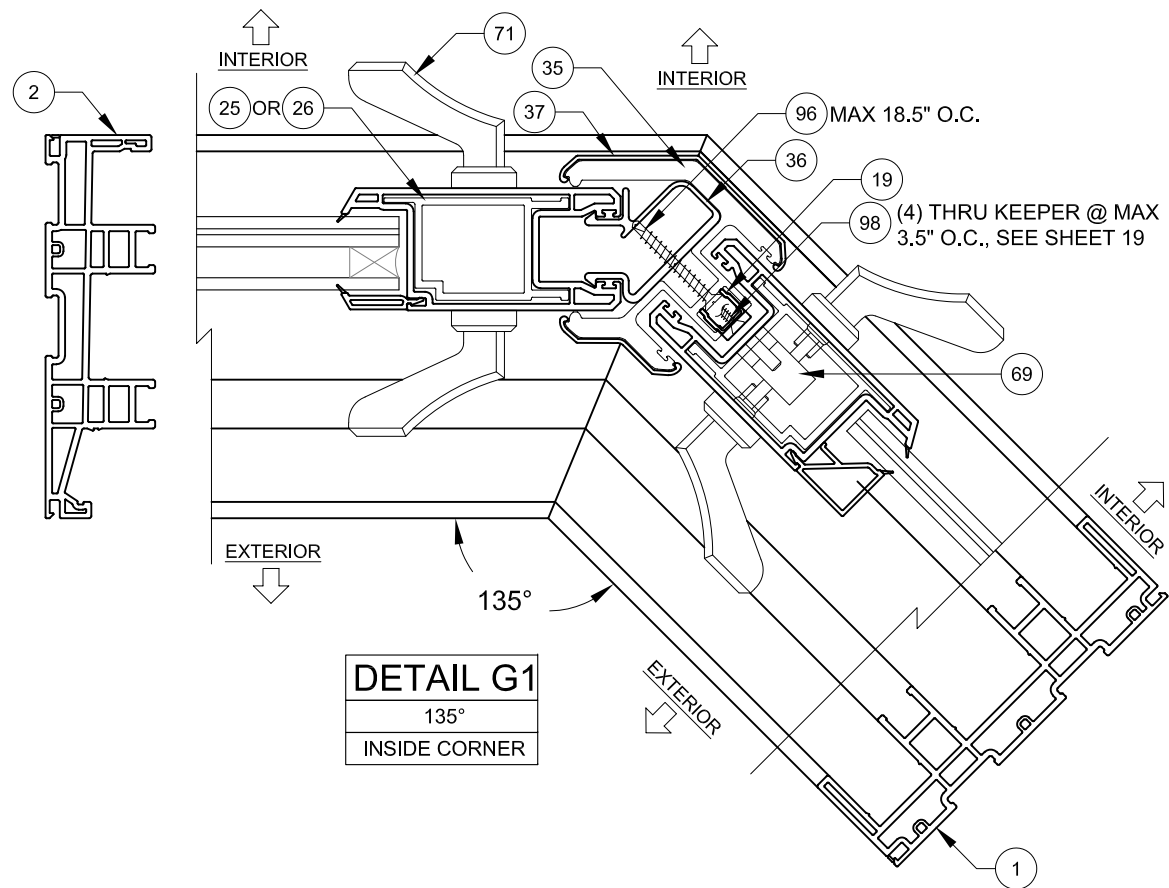 71
INTERIOR
INTERIOR
2
25 OR 26
35
37
96 MAX 18.5" O.C.
36
19
98 (4) THRU KEEPER @ MAX
3.5" O.C., SEE SHEET 19
69
INTERIOR
EXTERIOR
135°
DETAIL G1
135°
INSIDE CORNER
EXTERIOR
1